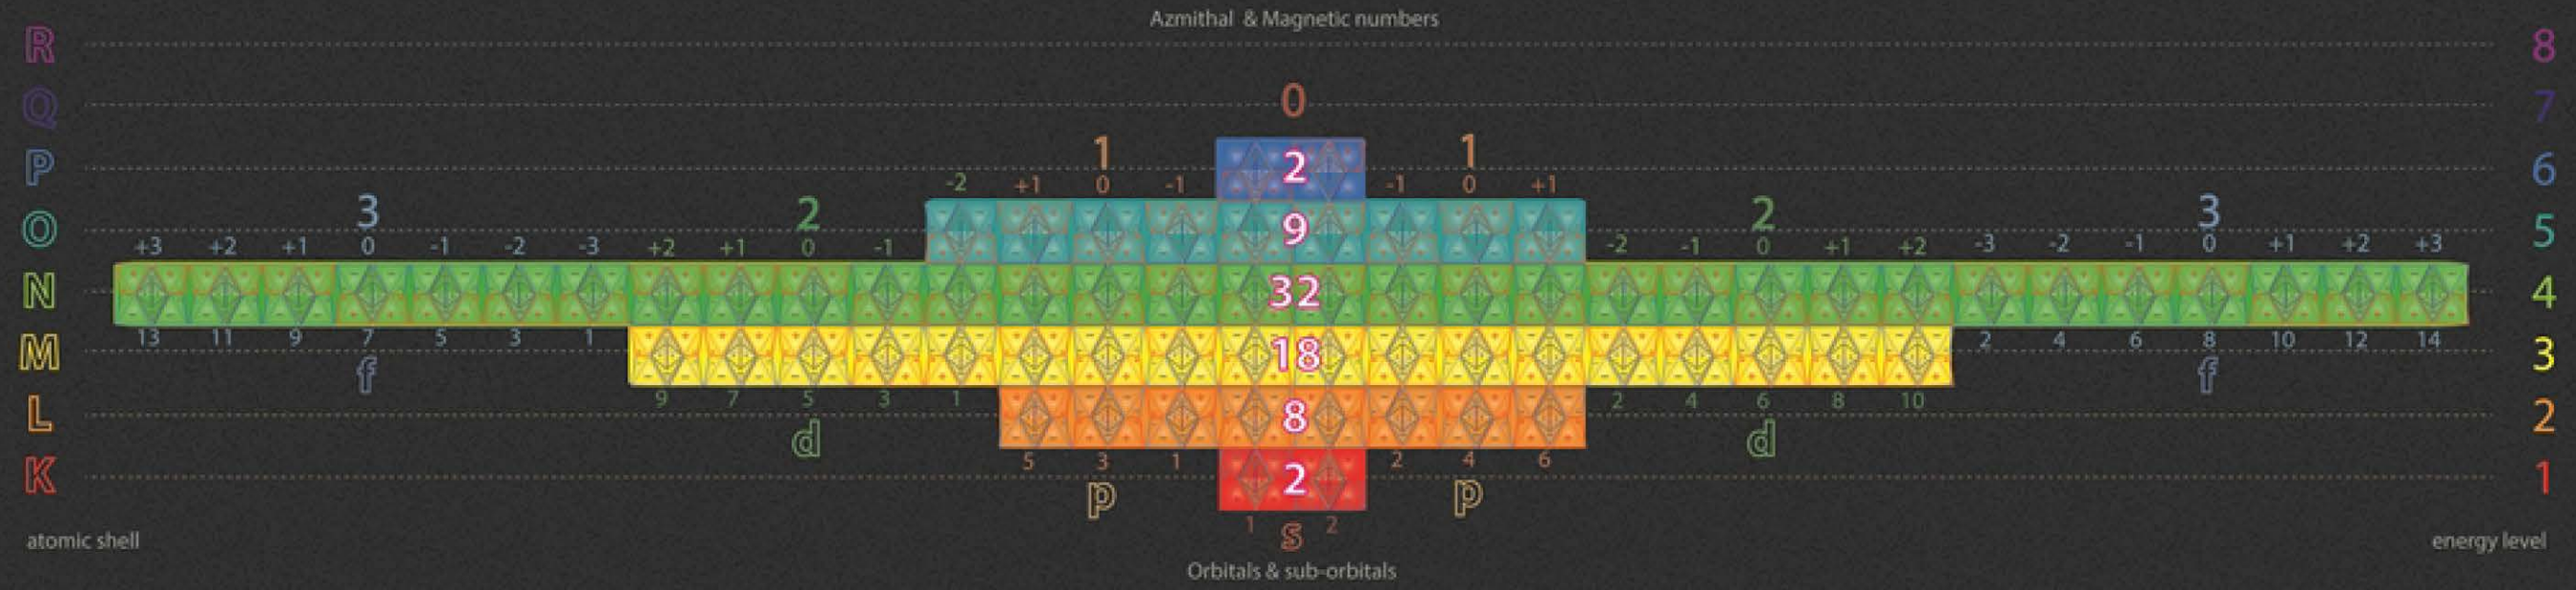 Azmithal & Magnetic numbers
R 8
Q 0 7
P 1 2 1 6
-2 +1 0 -1 -1 0 +1
O 3 2 9 2 3 5
+3 +2 +1 0 -1 -2 -3 +2 +1 0 -1 -2 -1 0 +1 +2 -3 -2 -1 0 +1 +2 +3
N 32 4
13 11 9 7 5 3 1 2 4 6 8 10 12 14
M f 18 f 3
9 7 5 3 1 2 4 6 8 10
L d 8 d 2
5 3 1 2 4 6
K p 2 p 1
1 s 2
atomic shell energy level
Orbitals & sub-orbitals